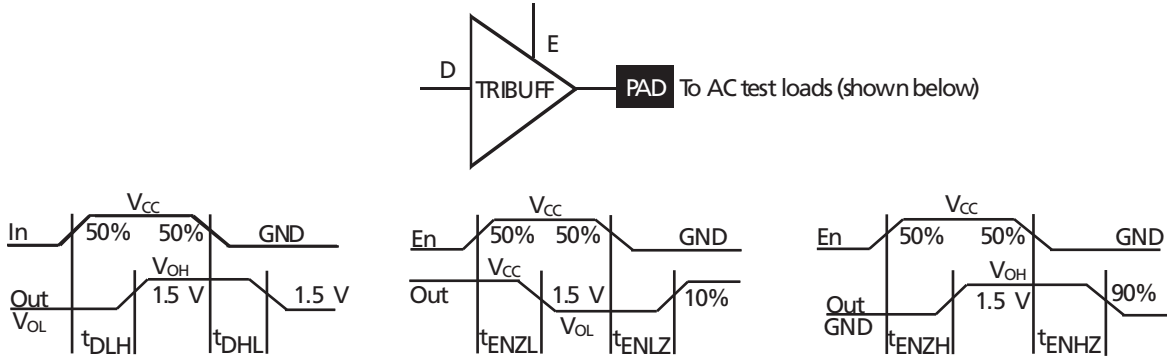 E
D
TRIBUFF
PAD To AC test loads (shown below)
In 50% VCC 50% GND
Out VOL VOH 1.5 V 1.5 V
tDLH tDHL
En 50% VCC 50% GND
Out VCC 1.5 V VOL 10%
tENZL tENLZ
En 50% VCC 50% GND
Out GND VOH 1.5 V 90%
tENZH tENHZ